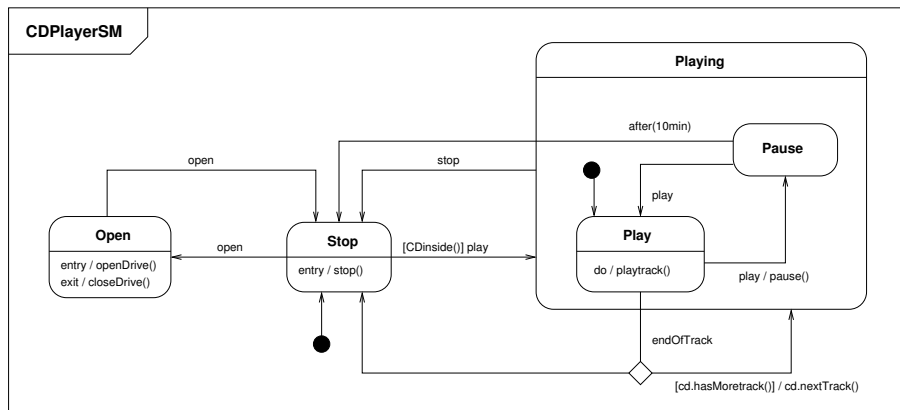 CDPlayerSM
Playing
after(10min)
Pause
open
stop
play
Open
entry / openDrive()
exit / closeDrive()
open
Stop
entry / stop()
[CDinside()] play
Play
do / playtrack()
play / pause()
endOfTrack
[cd.hasMoretrack()] / cd.nextTrack()